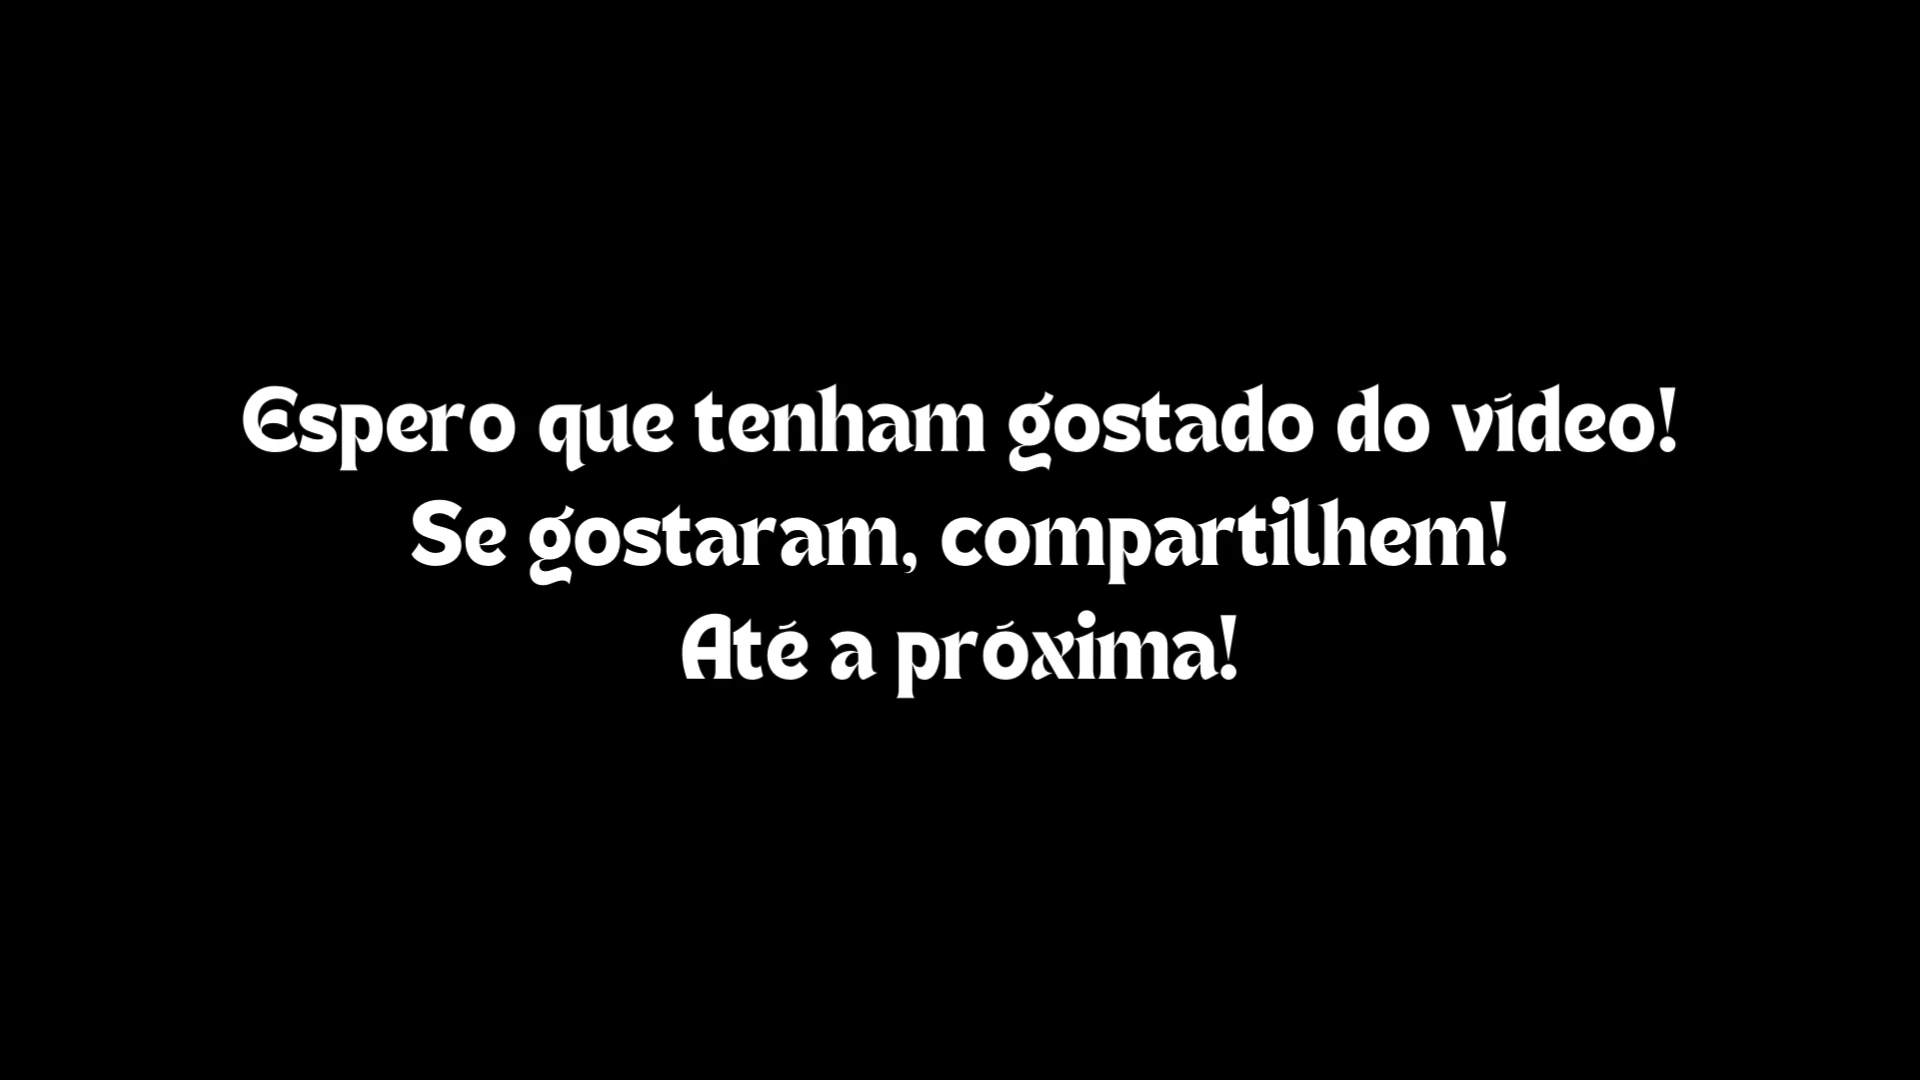 Espero que tenham gostado do vídeo!
Se gostaram, compartilhem!
Até a próxima!